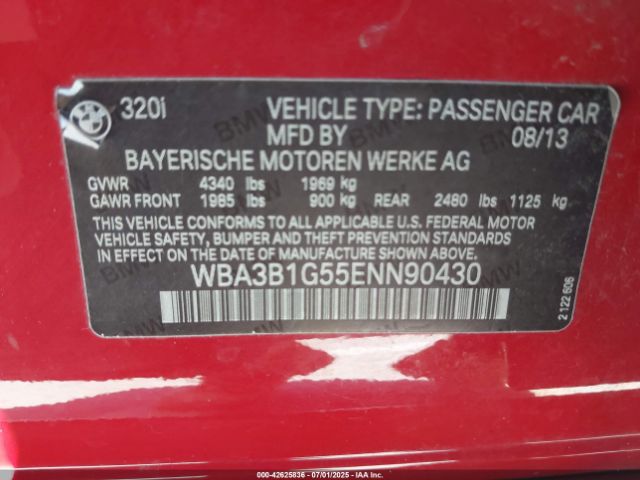 BMW 320i VEHICLE TYPE: PASSENGER CAR
MFD BY 08/13
BAYERISCHE MOTOREN WERKE AG
GVWR 4340 lbs 1969 kg
GAWR FRONT 1985 lbs 900 kg REAR 2480 lbs 1125 kg
THIS VEHICLE CONFORMS TO ALL APPLICABLE U.S. FEDERAL MOTOR
VEHICLE SAFETY, BUMPER AND THEFT PREVENTION STANDARDS
IN EFFECT ON THE DATE OF MANUFACTURE SHOWN ABOVE.
WBA3B1G55ENN90430
2 122 606
000-42625836 - 07/01/2025 - IAAI.com